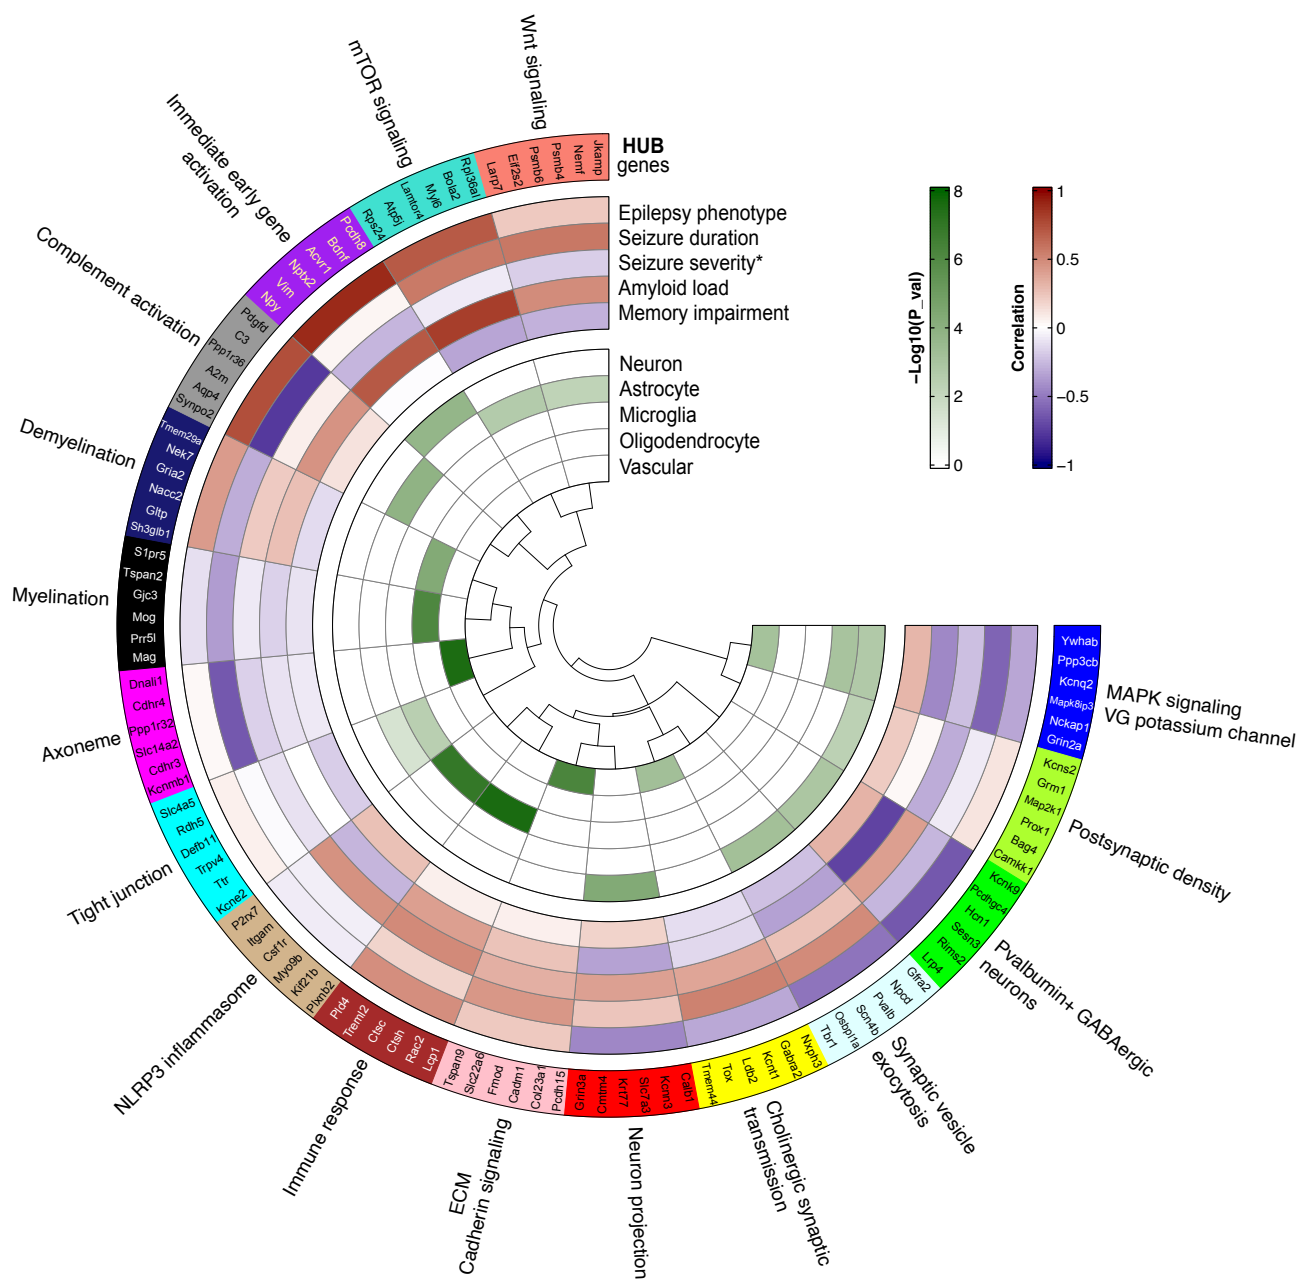 Wnt signaling
mTOR signaling
Immediate early gene
activation
Complement activation
Demyelination
Myelination
Axoneme
Tight junction
NLRP3 inflammasome
Immune response
ECM
Cadherin signaling
Neuron projection
Cholinergic synaptic
transmission
Synaptic vesicle
exocytosis
Pvalbumin+ GABAergic
neurons
Postsynaptic density
MAPK signaling
VG potassium channel
HUB
genes
Epilepsy phenotype
Seizure duration
Seizure severity*
Amyloid load
Memory impairment
Neuron
Astrocyte
Microglia
Oligodendrocyte
Vascular
−Log10(P_val)
8
6
4
2
0
Correlation
1
0.5
0
−0.5
−1
Jkamp
Nemf
Psmb4
Psmb6
Eif2s2
Larp7
Rpl36al
Bola2
Myl6
Lamtor4
Atp5j
Rps24
Pcdh8
Bdnf
Acvr1
Nptx2
Vim
Npy
Pdgfd
C3
Ppp1r36
A2m
Aqp4
Synpo2
Tmem29a
Nek7
Gria2
Nacc2
Gltp
Sh3glb1
S1pr5
Tspan2
Gjc3
Mog
Prr5l
Mag
Dnali1
Cdhr4
Ppp1r32
Slc14a2
Cdhr3
Kcnmb1
Slc4a5
Rdh5
Defb11
Trpv4
Ttr
Kcne2
P2rx7
Itgam
Csf1r
Myo9b
Kif21b
Plxnb2
Pld4
Treml2
Ctsc
Ctsh
Rac2
Lcp1
Tspan9
Slc22a6
Fmod
Cadm1
Col23a1
Pcdh15
Grin3a
Cmtm4
Krt77
Slc7a3
Kcnn3
Calb1
Tmem44
Tox
Ldb2
Kcnt1
Gabra2
Nxph3
Tbr1
Osbpl1a
Scn4b
Pvalb
Npcd
Gfra2
Lrp4
Rims2
Sesn3
Hcn1
Pcdhgc4
Kcnk9
Camkk1
Bag4
Prox1
Map2k1
Grm1
Kcns2
Grin2a
Nckap1
Mapk8ip3
Kcnq2
Ppp3cb
Ywhab